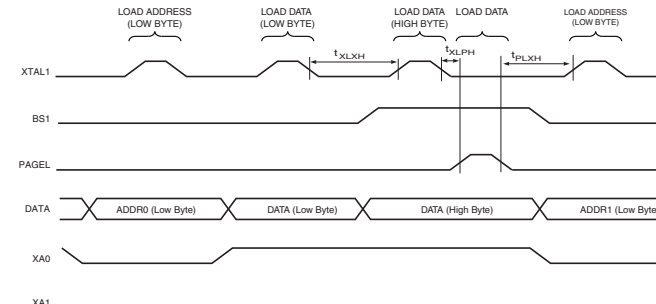 LOAD ADDRESS
(LOW BYTE)
LOAD DATA
(LOW BYTE)
LOAD DATA
(HIGH BYTE)
LOAD DATA
LOAD ADDRESS
(LOW BYTE)
tXLXH
tXLPH
tPLXH
XTAL1
BS1
PAGEL
DATA
ADDR0 (Low Byte)
DATA (Low Byte)
DATA (High Byte)
ADDR1 (Low Byte
XA0
XA1